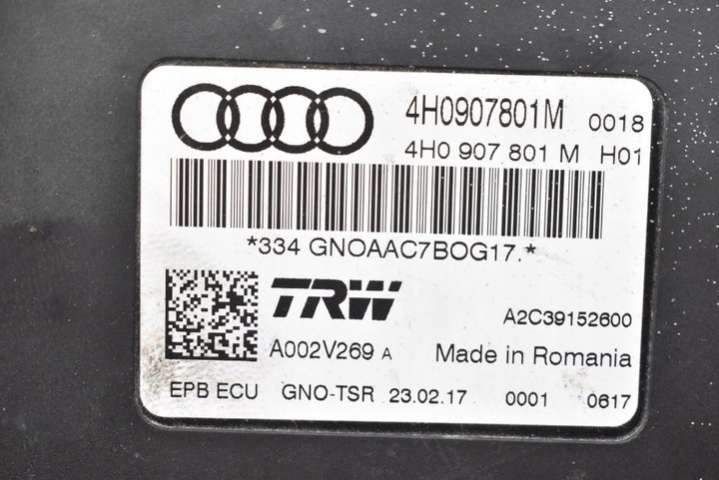 4H0907801M 0018
4H0 907 801 M H01
*334 GNOAAC7BOG17.*
TRW
A2C39152600
A002V269 A Made in Romania
EPB ECU GNO-TSR 23.02.17 0001 0617